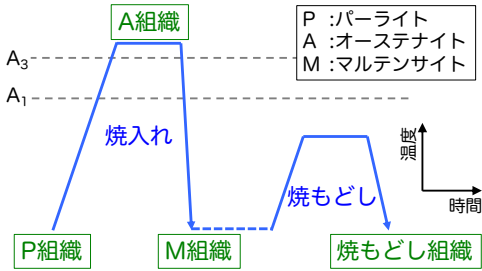 A組織
P :パーライト
A :オーステナイト
M :マルテンサイト
A3
A1
焼入れ
焼もどし
温度
時間
P組織
M組織
焼もどし組織